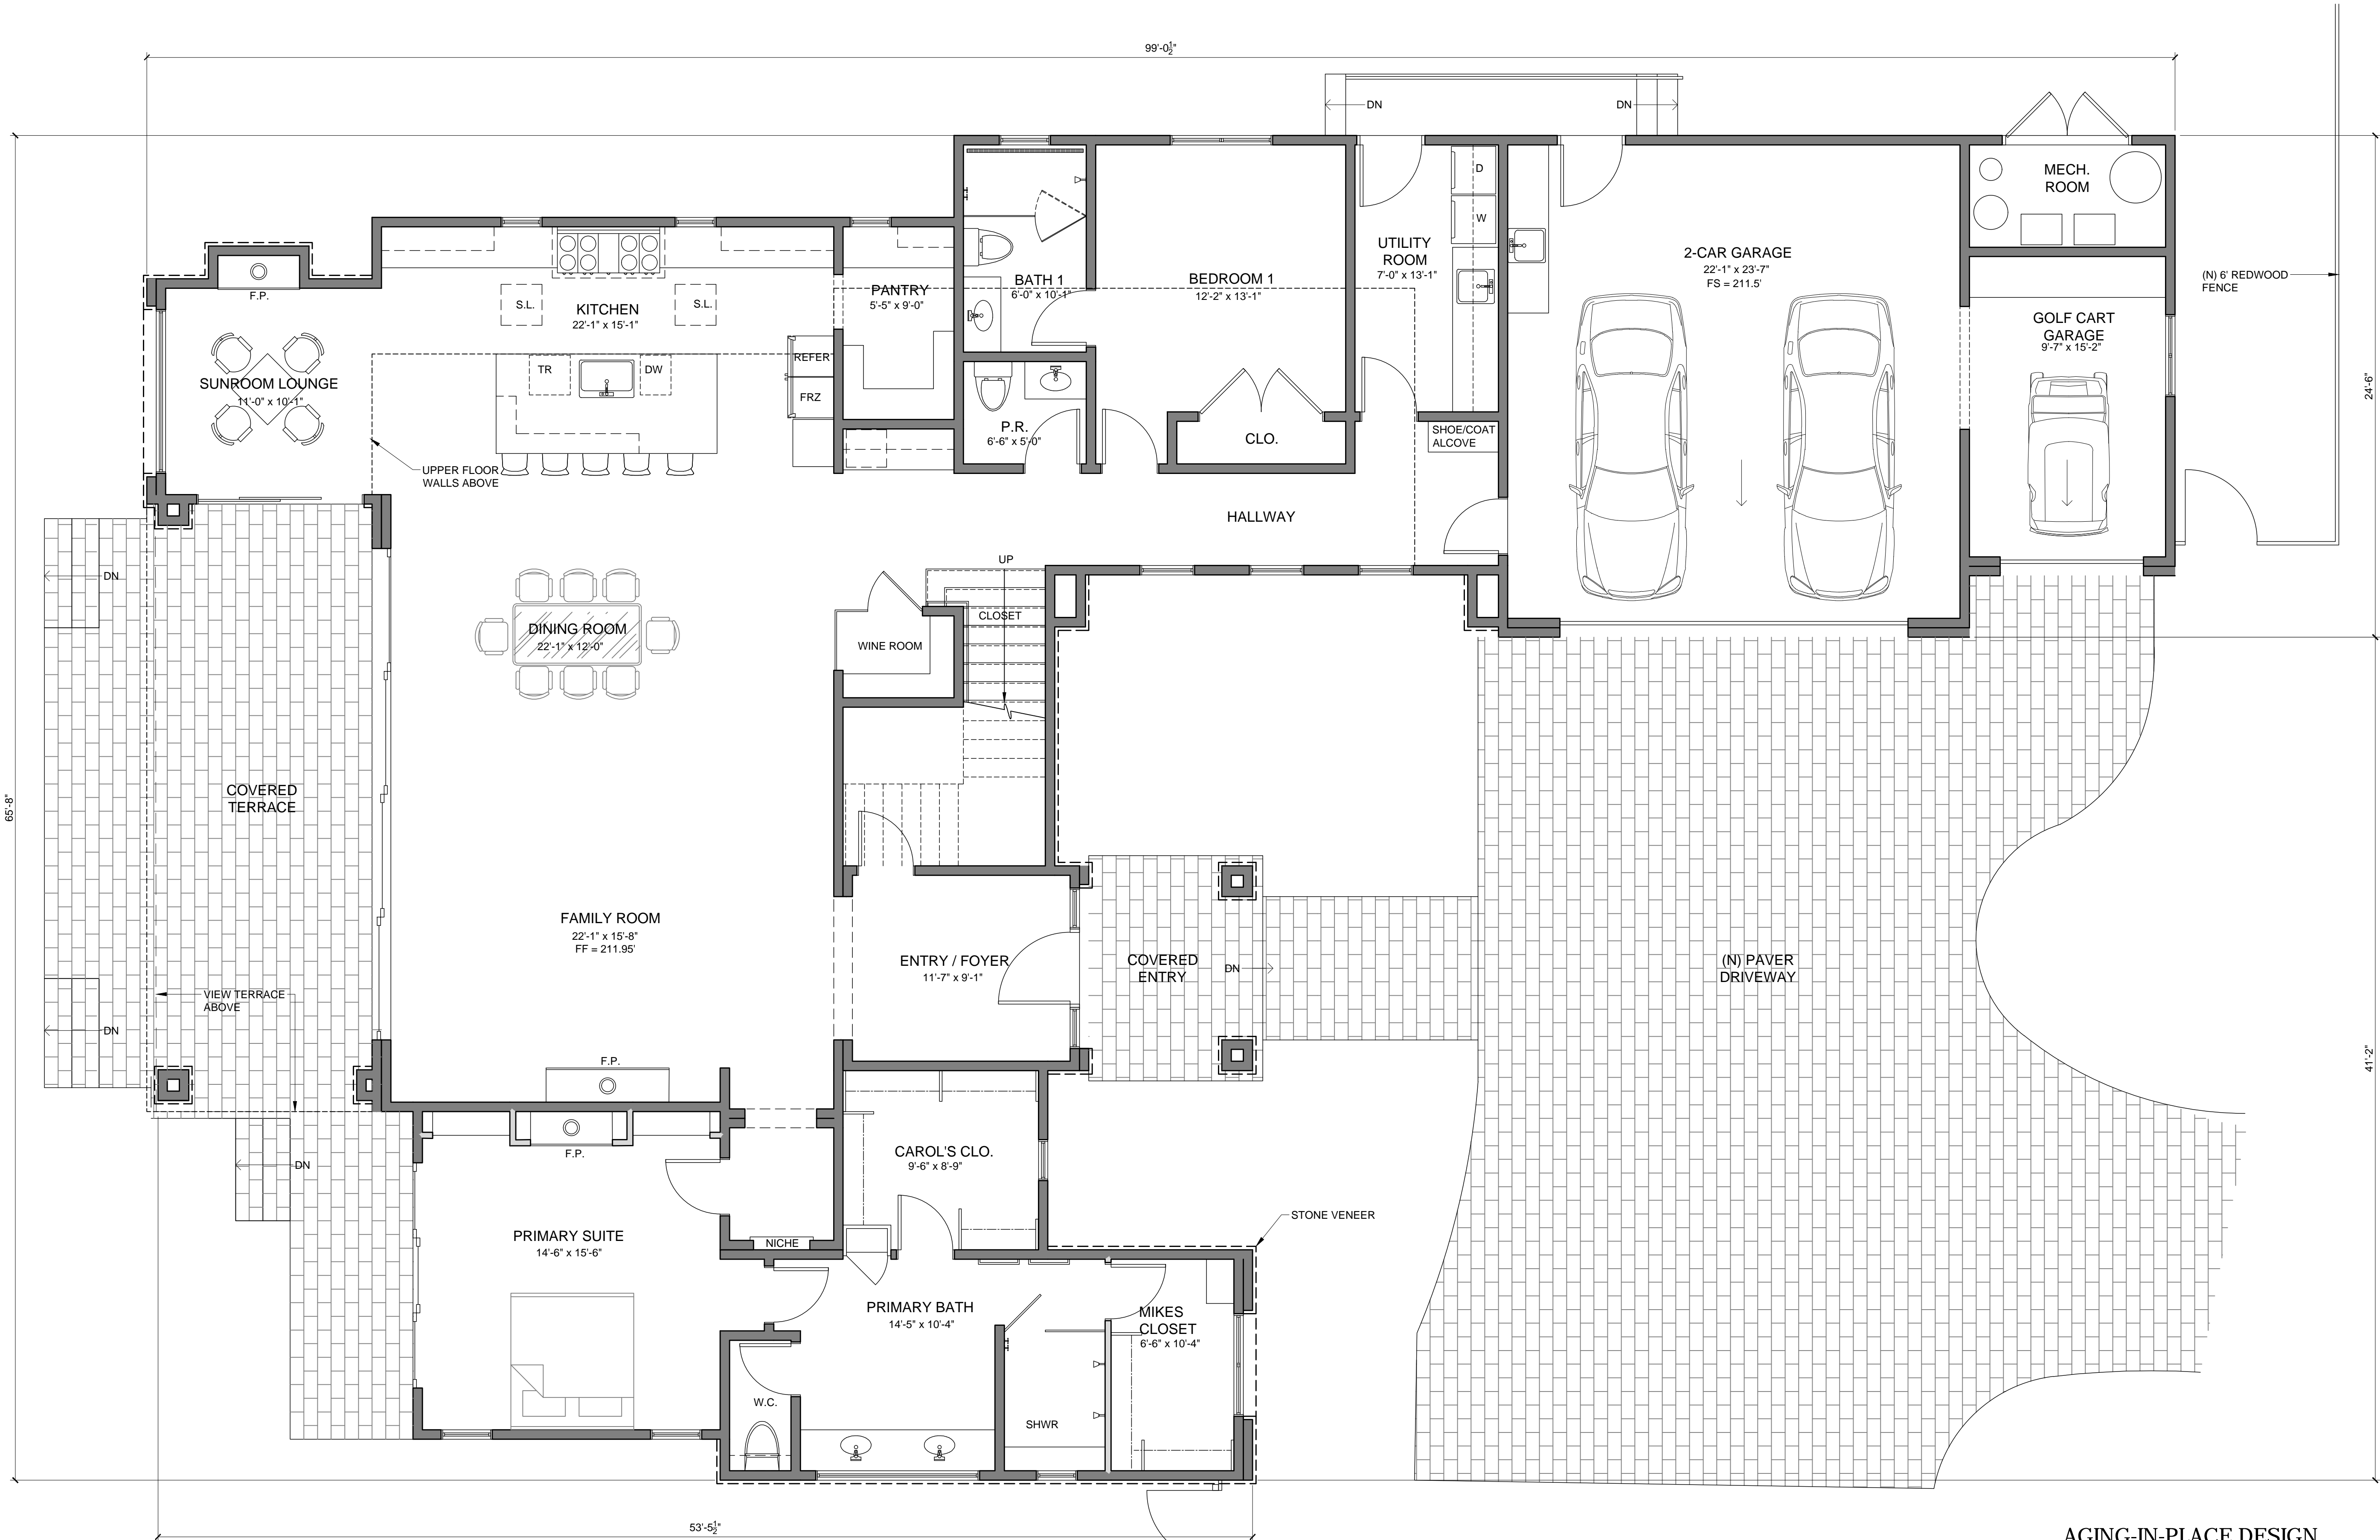 99'-0½"
DN
DN
D
W
MECH.
ROOM
UTILITY
ROOM
7'-0" x 13'-1"
2-CAR GARAGE
22'-1" x 23'-7"
FS = 211.5'
(N) 6' REDWOOD
FENCE
GOLF CART
GARAGE
9'-7" x 15'-2"
24'-6"
BATH 1
6'-0" x 10'-1"
BEDROOM 1
12'-2" x 13'-1"
PANTRY
5'-5" x 9'-0"
F.P.
S.L.
KITCHEN
22'-1" x 15'-1"
S.L.
REFER
FRZ
TR
DW
SUNROOM LOUNGE
11'-0" x 10'-1"
P.R.
6'-6" x 5'-0"
CLO.
SHOE/COAT
ALCOVE
UPPER FLOOR
WALLS ABOVE
HALLWAY
UP
CLOSET
WINE ROOM
DN
DINING ROOM
22'-1" x 12'-0"
65'-8"
COVERED
TERRACE
FAMILY ROOM
22'-1" x 15'-8"
FF = 211.95'
ENTRY / FOYER
11'-7" x 9'-1"
COVERED
ENTRY
DN
(N) PAVER
DRIVEWAY
VIEW TERRACE
ABOVE
DN
F.P.
41'-2"
F.P.
DN
CAROL'S CLO.
9'-6" x 8'-9"
STONE VENEER
PRIMARY SUITE
14'-6" x 15'-6"
NICHE
PRIMARY BATH
14'-5" x 10'-4"
MIKES
CLOSET
6'-6" x 10'-4"
W.C.
SHWR
53'-5½"
AGING-IN-PLACE DESIGN